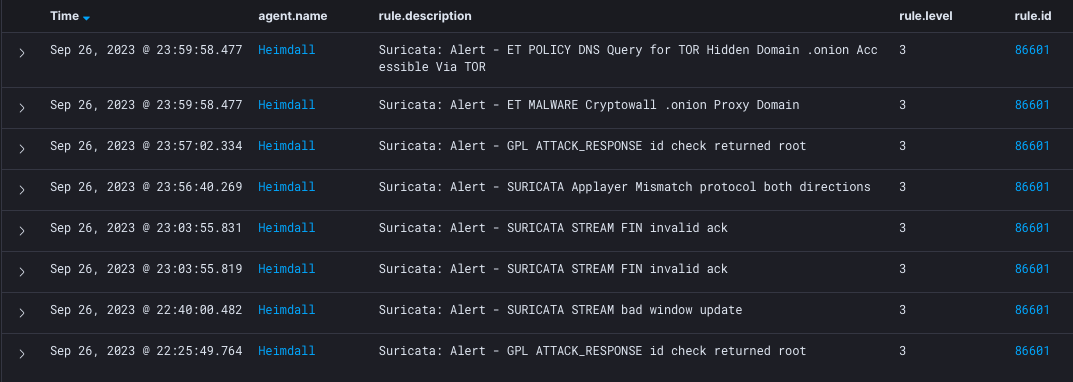 Time agent.name rule.description rule.level rule.id
Sep 26, 2023 @ 23:59:58.477 Heimdall Suricata: Alert - ET POLICY DNS Query for TOR Hidden Domain .onion Acc 3 86601
essible Via TOR
Sep 26, 2023 @ 23:59:58.477 Heimdall Suricata: Alert - ET MALWARE Cryptowall .onion Proxy Domain 3 86601
Sep 26, 2023 @ 23:57:02.334 Heimdall Suricata: Alert - GPL ATTACK_RESPONSE id check returned root 3 86601
Sep 26, 2023 @ 23:56:40.269 Heimdall Suricata: Alert - SURICATA Applayer Mismatch protocol both directions 3 86601
Sep 26, 2023 @ 23:03:55.831 Heimdall Suricata: Alert - SURICATA STREAM FIN invalid ack 3 86601
Sep 26, 2023 @ 23:03:55.819 Heimdall Suricata: Alert - SURICATA STREAM FIN invalid ack 3 86601
Sep 26, 2023 @ 22:40:00.482 Heimdall Suricata: Alert - SURICATA STREAM bad window update 3 86601
Sep 26, 2023 @ 22:25:49.764 Heimdall Suricata: Alert - GPL ATTACK_RESPONSE id check returned root 3 86601